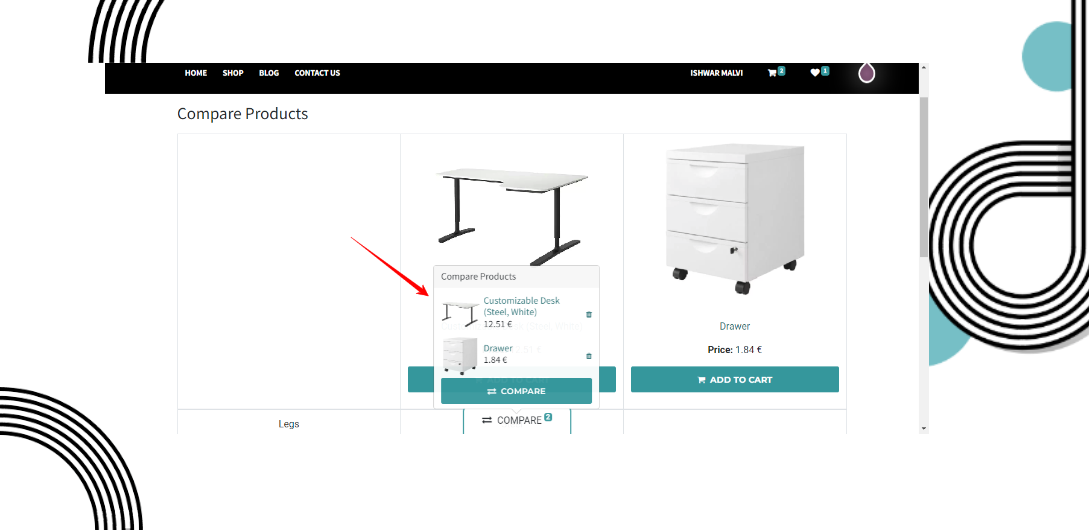 HOME SHOP BLOG CONTACT US ISHWAR MALVI 2 1
Compare Products
Compare Products
Customizable Desk
(Steel, White)
12.51 €
Drawer
1.84 €
COMPARE
Drawer
Price: 1.84 €
ADD TO CART
Legs
COMPARE 2